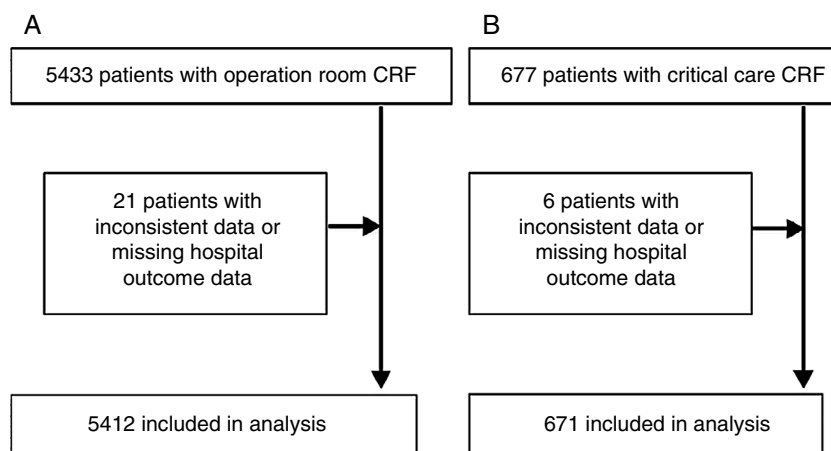 A
5433 patients with operation room CRF
21 patients with
inconsistent data or
missing hospital
outcome data
5412 included in analysis
B
677 patients with critical care CRF
6 patients with
inconsistent data or
missing hospital
outcome data
671 included in analysis